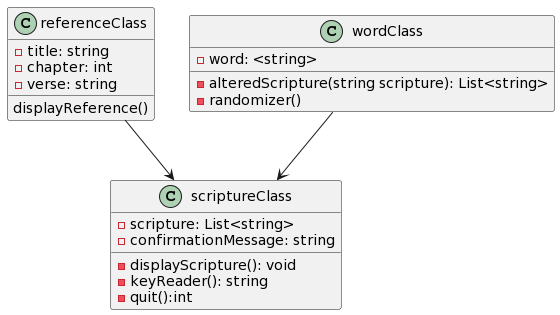 C referenceClass
title: string
chapter: int
verse: string
displayReference()
C wordClass
word: <string>
alteredScripture(string scripture): List<string>
randomizer()
C scriptureClass
scripture: List<string>
confirmationMessage: string
displayScripture(): void
keyReader(): string
quit():int